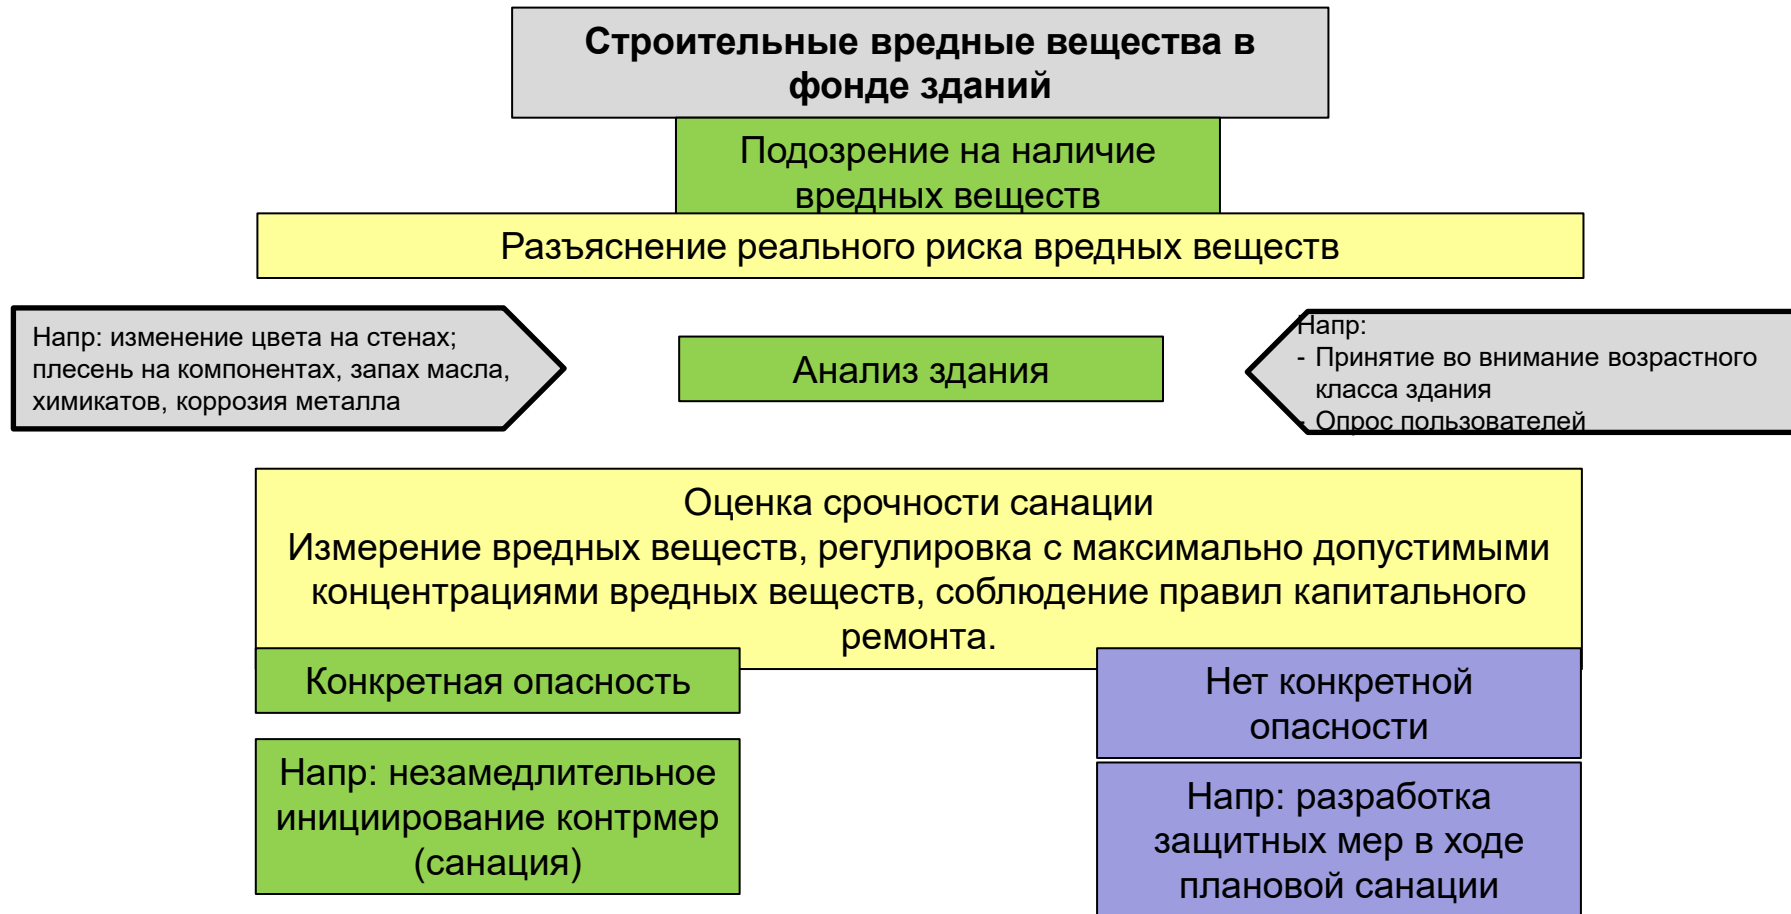 Строительные вредные вещества в
фонде зданий
Подозрение на наличие
вредных веществ
Разъяснение реального риска вредных веществ
Напр: изменение цвета на стенах;
плесень на компонентах, запах масла,
химикатов, коррозия металла
Анализ здания
Напр:
- Принятие во внимание возрастного
класса здания
- Опрос пользователей
Оценка срочности санации
Измерение вредных веществ, регулировка с максимально допустимыми
концентрациями вредных веществ, соблюдение правил капитального
ремонта.
Конкретная опасность
Нет конкретной
опасности
Напр: незамедлительное
инициирование контрмер
(санация)
Напр: разработка
защитных мер в ходе
плановой санации